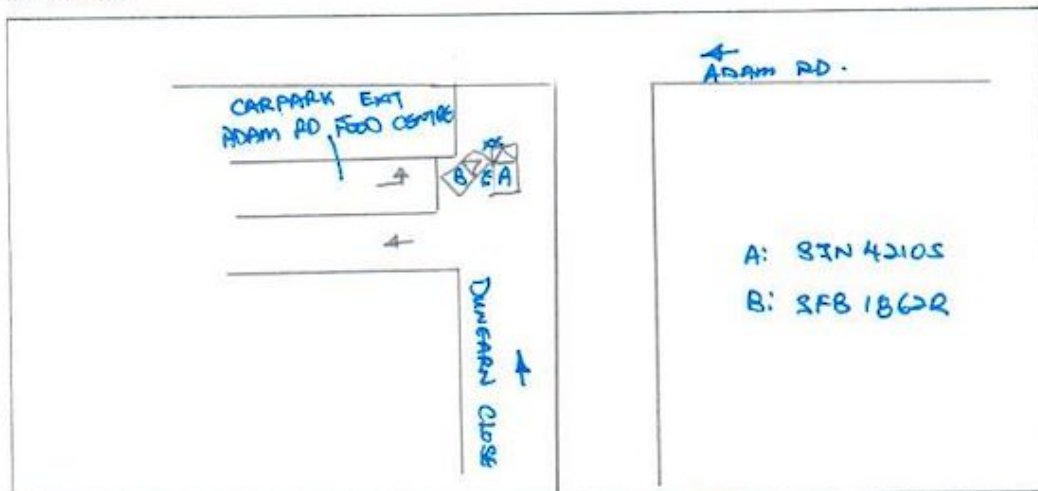 ADAM RD.
CARPARK EXIT
ADAM RD FOOD CENTRE
B A
A: SJN 4210S
B: SFB 1862R
DUNEARN CLOSE